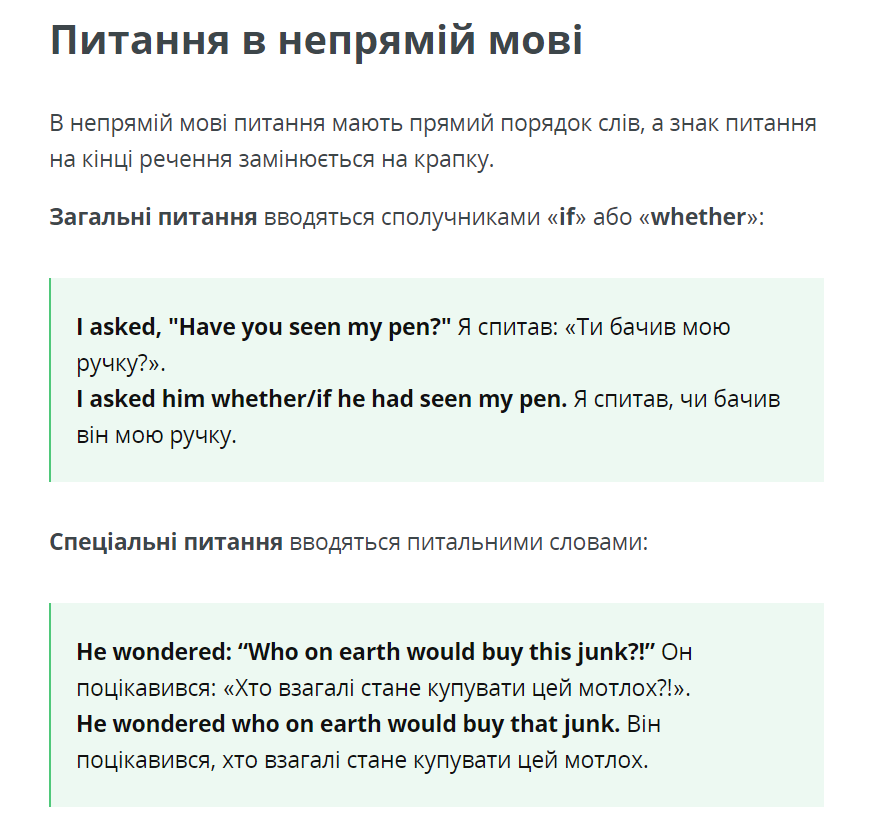 Питання в непрямій мові
В непрямій мові питання мають прямий порядок слів, а знак питання
на кінці речення замінюється на крапку.
Загальні питання вводяться сполучниками «if» або «whether»:
I asked, "Have you seen my pen?" Я спитав: «Ти бачив мою
ручку?».
I asked him whether/if he had seen my pen. Я спитав, чи бачив
він мою ручку.
Спеціальні питання вводяться питальними словами:
He wondered: “Who on earth would buy this junk?!” Он
поцікавився: «Хто взагалі стане купувати цей мотлох?!».
He wondered who on earth would buy that junk. Він
поцікавився, хто взагалі стане купувати цей мотлох.